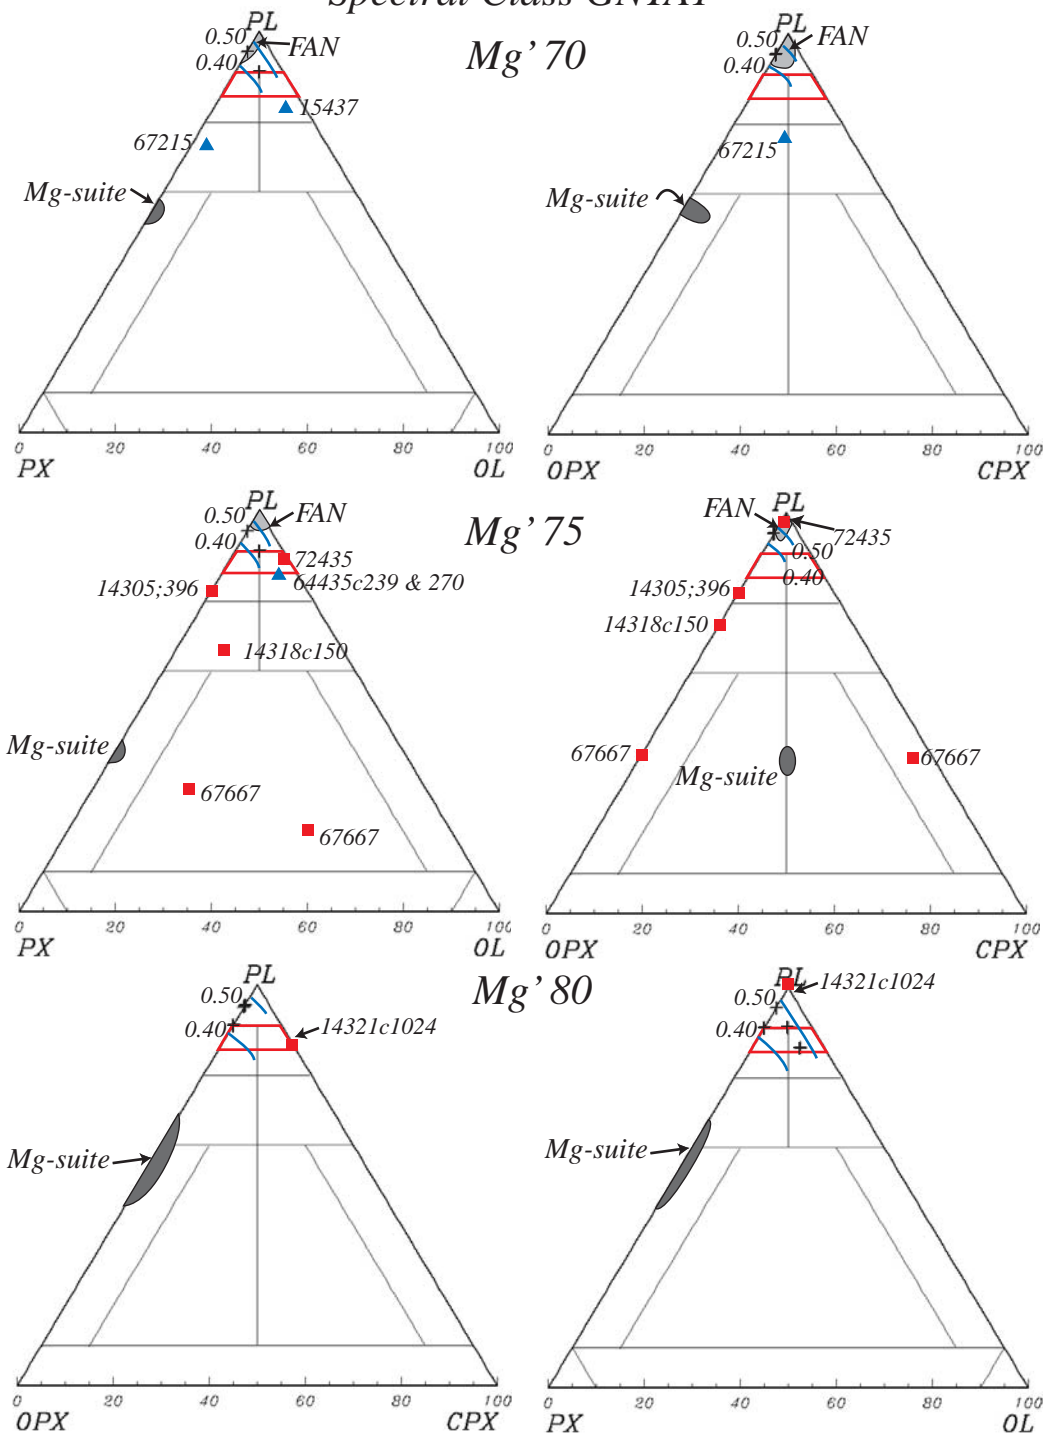 Spectral Class GNTA1
PL
0.50
FAN
0.40
Mg' 70
PL
0.50
FAN
0.40
15437
67215
67215
Mg-suite
Mg-suite
0 20 40 60 80 100
PX OL
0 20 40 60 80 100
OPX CPX
PL
0.50
FAN
0.40
Mg' 75
PL
FAN
72435
0.50
0.40
72435
64435c239 & 270
14305;396
14305;396
14318c150
14318c150
Mg-suite
67667
67667
67667
Mg-suite
67667
0 20 40 60 80 100
PX OL
0 20 40 60 80 100
OPX CPX
PL
0.50
0.40
Mg' 80
PL
14321c1024
0.50
0.40
14321c1024
Mg-suite
Mg-suite
0 20 40 60 80 100
OPX CPX
0 20 40 60 80 100
PX OL